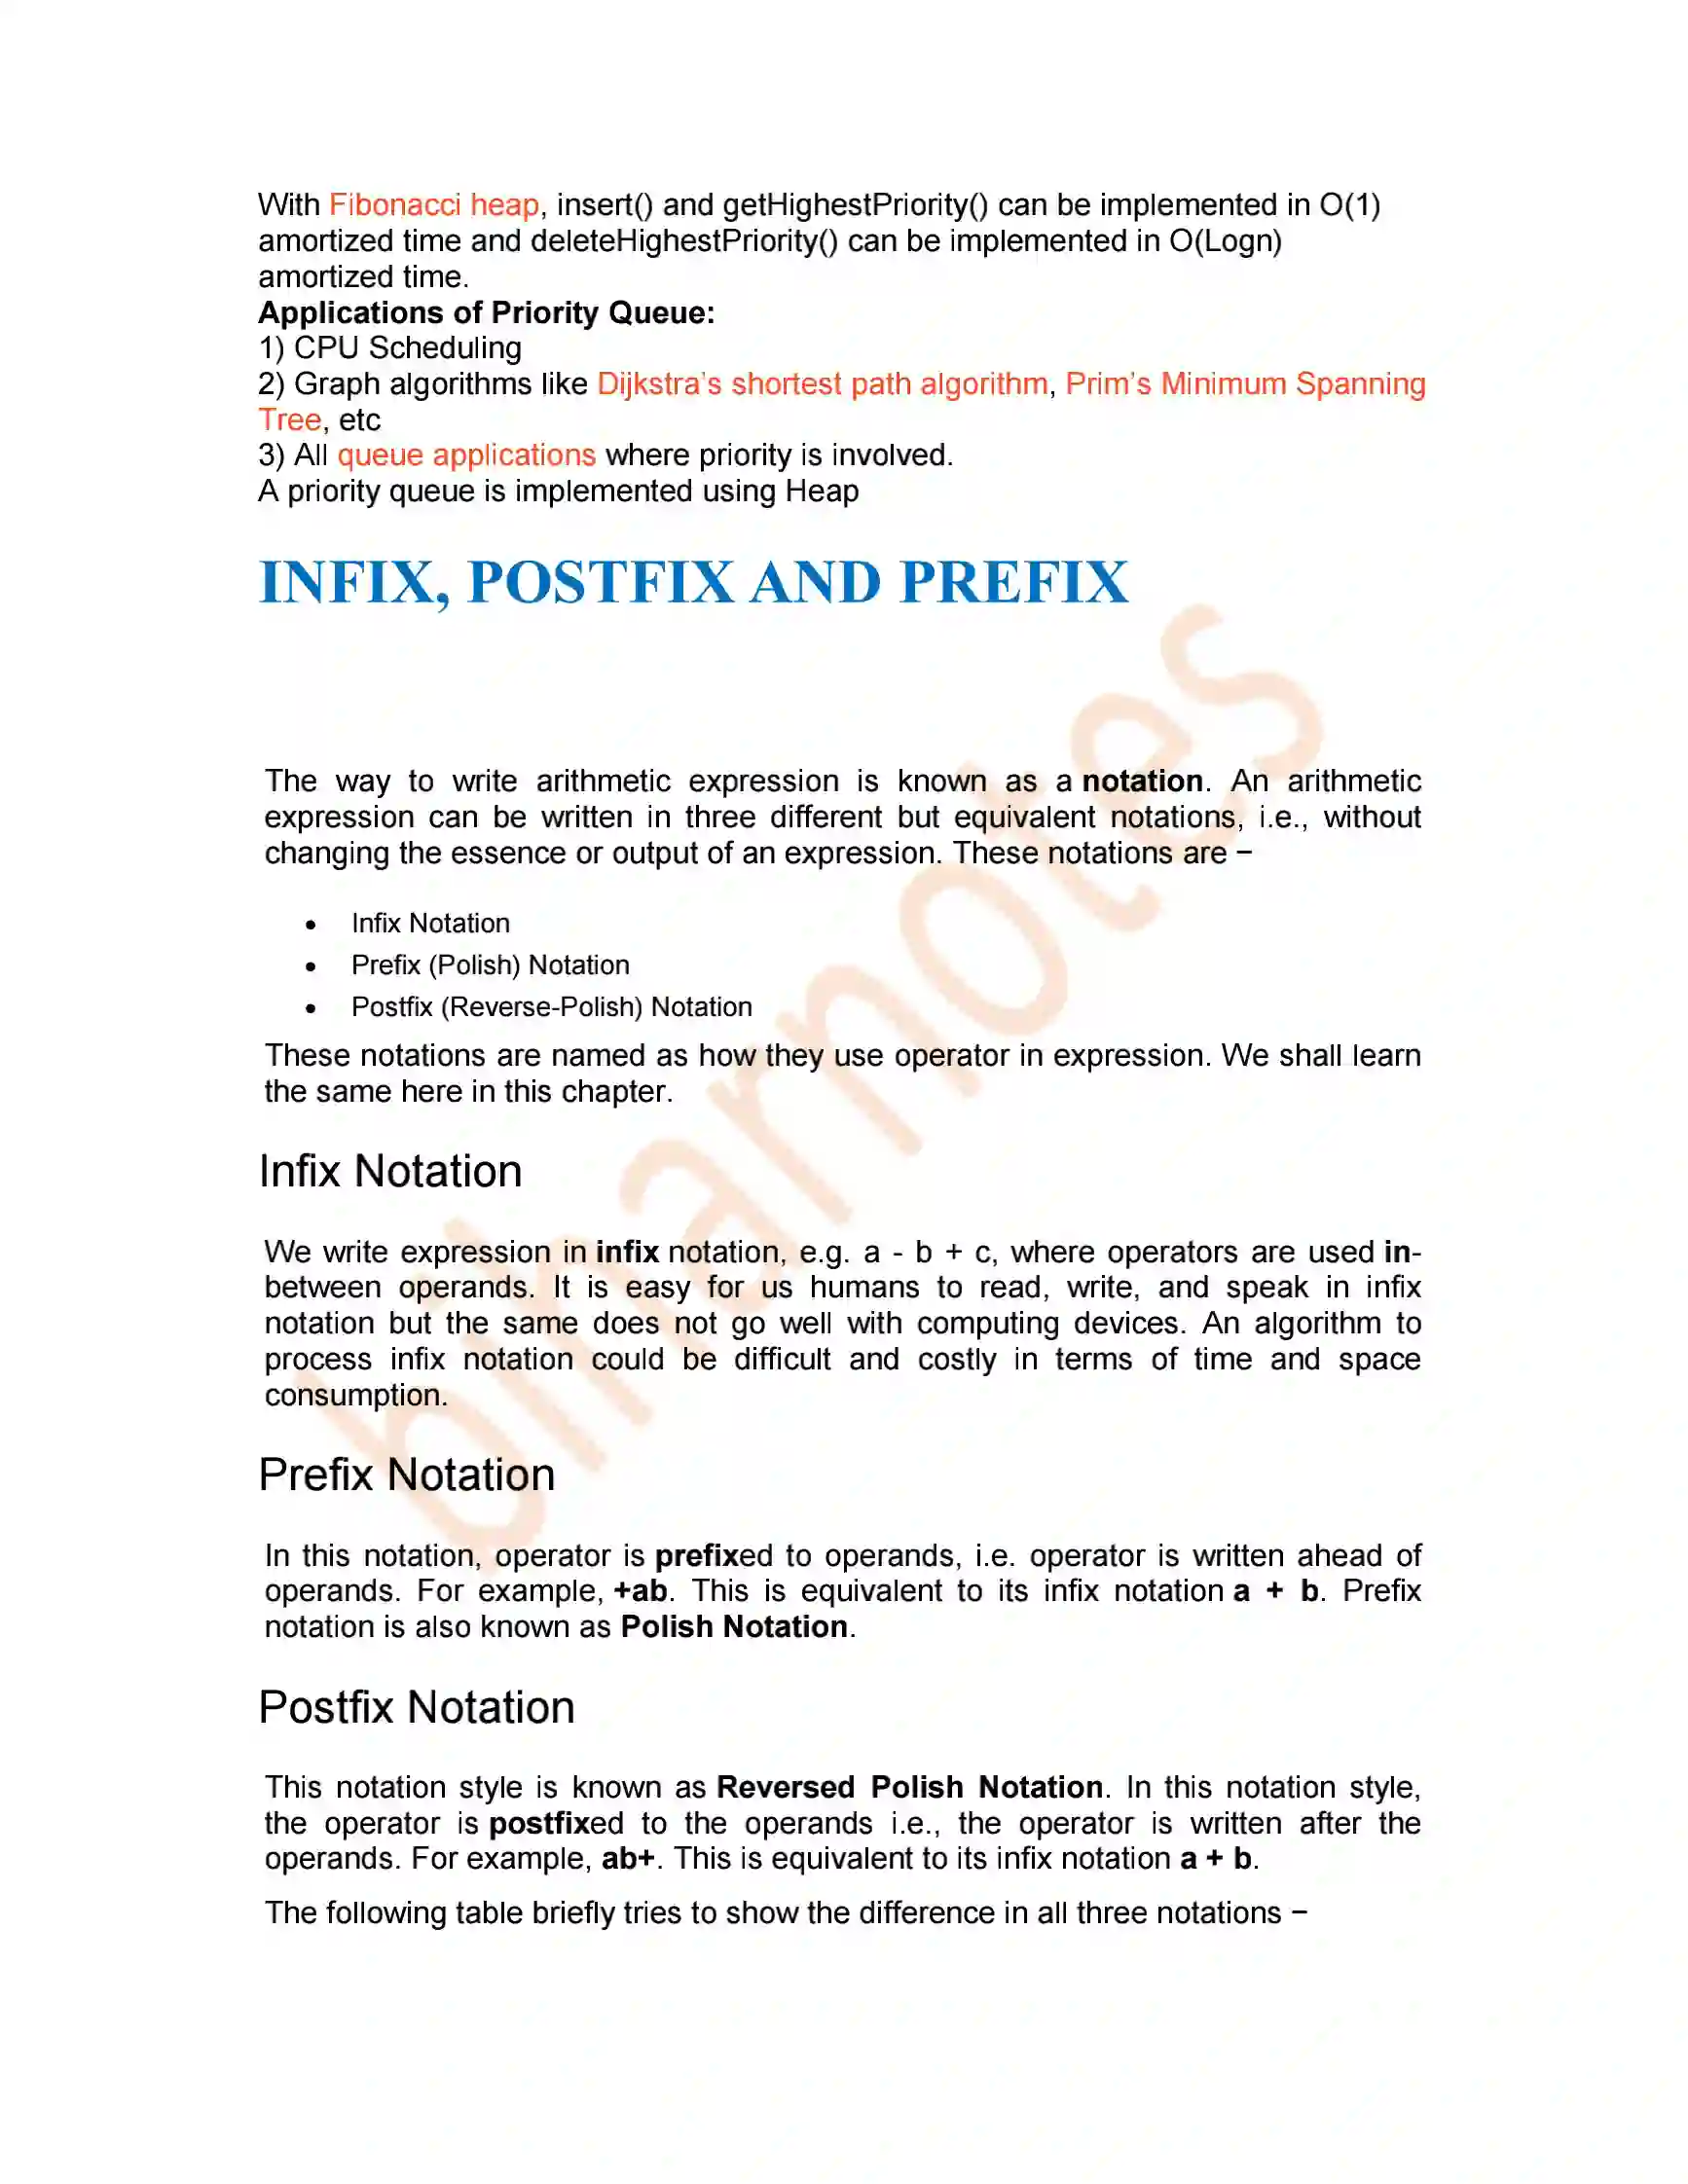 With Fibonacci heap, insert() and getHighestPriority() can be implemented in O(1)
amortized time and deleteHighestPriority() can be implemented in O(Logn)
amortized time.
Applications of Priority Queue:
1) CPU Scheduling
2) Graph algorithms like Dijkstra’s shortest path algorithm, Prim’s Minimum Spanning
Tree, etc
3) All queue applications where priority is involved.
A priority queue is implemented using Heap
INFIX, POSTFIX AND PREFIX
The way to write arithmetic expression is known as a notation. An arithmetic
expression can be written in three different but equivalent notations, i.e., without
changing the essence or output of an expression. These notations are −
• Infix Notation
• Prefix (Polish) Notation
• Postfix (Reverse-Polish) Notation
These notations are named as how they use operator in expression. We shall learn
the same here in this chapter.
Infix Notation
We write expression in infix notation, e.g. a - b + c, where operators are used in-
between operands. It is easy for us humans to read, write, and speak in infix
notation but the same does not go well with computing devices. An algorithm to
process infix notation could be difficult and costly in terms of time and space
consumption.
Prefix Notation
In this notation, operator is prefixed to operands, i.e. operator is written ahead of
operands. For example, +ab. This is equivalent to its infix notation a + b. Prefix
notation is also known as Polish Notation.
Postfix Notation
This notation style is known as Reversed Polish Notation. In this notation style,
the operator is postfixed to the operands i.e., the operator is written after the
operands. For example, ab+. This is equivalent to its infix notation a + b.
The following table briefly tries to show the difference in all three notations −
biharnotes